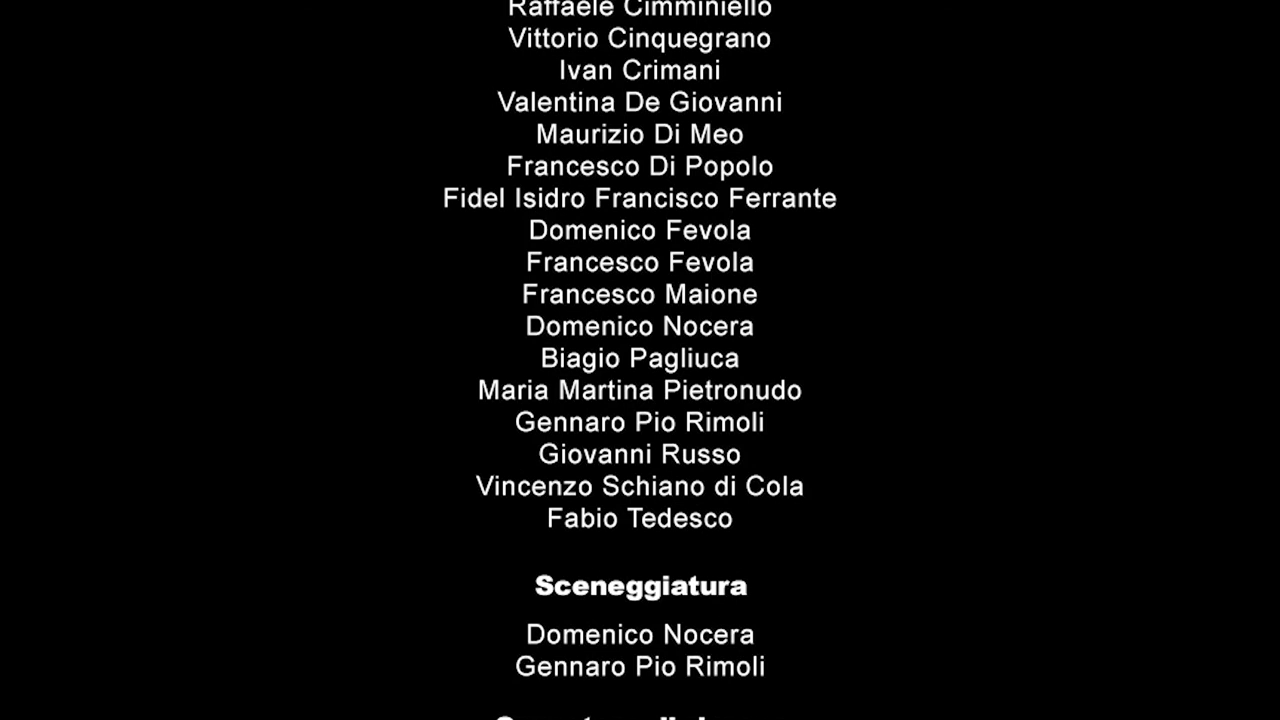 Raffaele Cimminiello
Vittorio Cinquegrano
Ivan Crimani
Valentina De Giovanni
Maurizio Di Meo
Francesco Di Popolo
Fidel Isidro Francisco Ferrante
Domenico Fevola
Francesco Fevola
Francesco Maione
Domenico Nocera
Biagio Pagliuca
Maria Martina Pietronudo
Gennaro Pio Rimoli
Giovanni Russo
Vincenzo Schiano di Cola
Fabio Tedesco
Sceneggiatura
Domenico Nocera
Gennaro Pio Rimoli